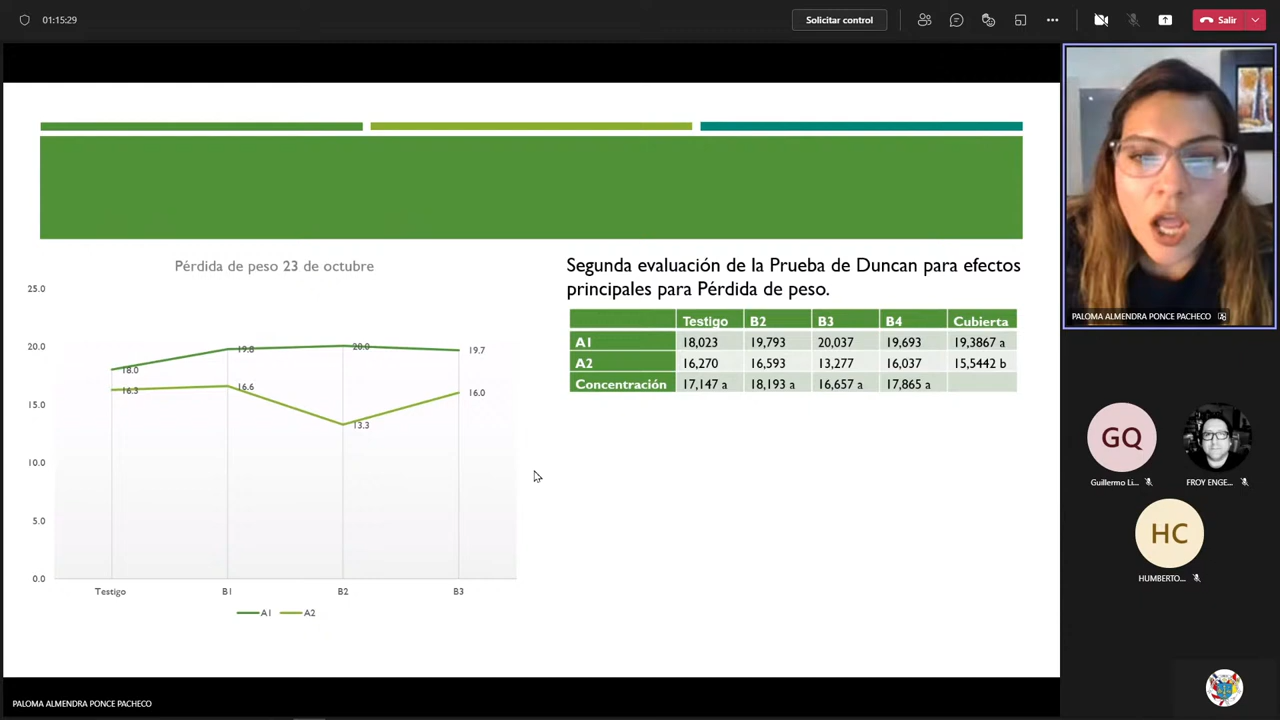 01:15:29
Solicitar control
Salir
Pérdida de peso 23 de octubre
25.0
20.0
15.0
10.0
5.0
0.0
18.0
19.8
20.0
19.7
16.3
16.6
13.3
16.0
Testigo B1 B2 B3
A1 A2
Segunda evaluación de la Prueba de Duncan para efectos
principales para Pérdida de peso.
Testigo B2 B3 B4 Cubierta
A1 18,023 19,793 20,037 19,693 19,3867 a
A2 16,270 16,593 13,277 16,037 15,5442 b
Concentración 17,147 a 18,193 a 16,657 a 17,865 a
PALOMA ALMENDRA PONCE PACHECO
GQ
Guillermo Li...
FROY ENGE...
HC
HUMBERTO...
PALOMA ALMENDRA PONCE PACHECO